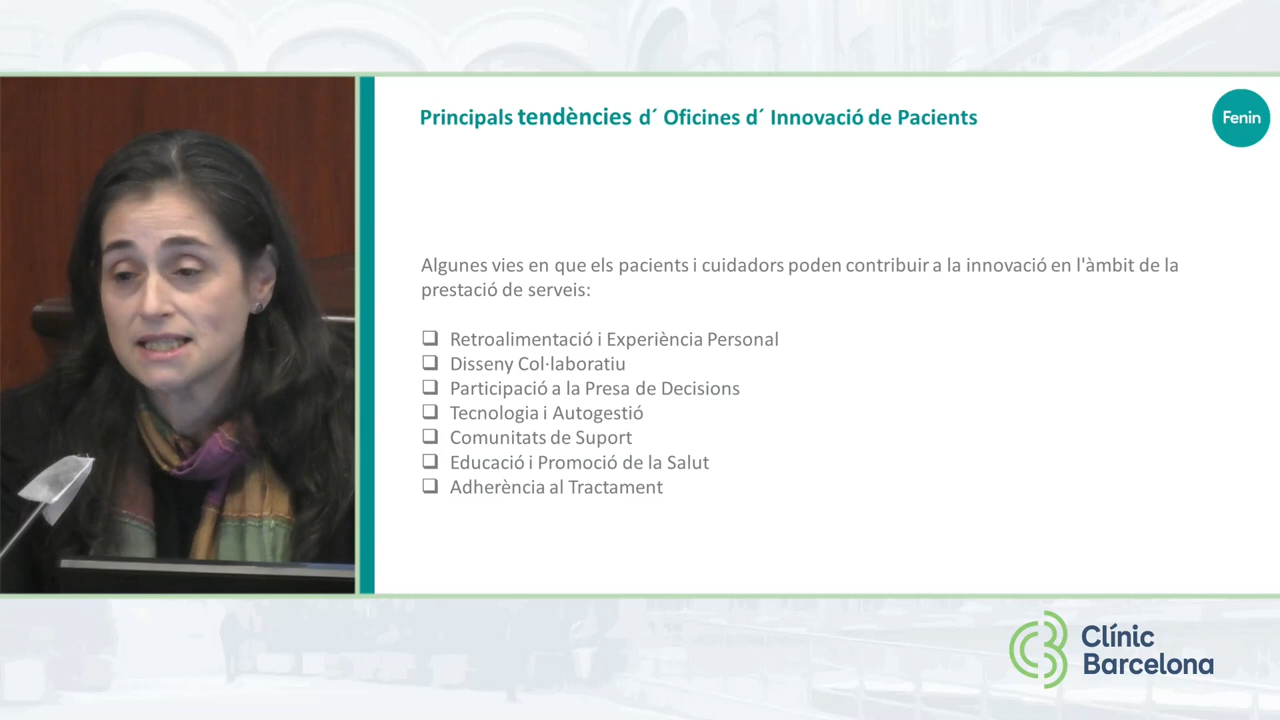 Principals tendències d´ Oficines d´ Innovació de Pacients
Fenin
Algunes vies en que els pacients i cuidadors poden contribuir a la innovació en l'àmbit de la
prestació de serveis:
Retroalimentació i Experiència Personal
Disseny Col·laboratiu
Participació a la Presa de Decisions
Tecnologia i Autogestió
Comunitats de Suport
Educació i Promoció de la Salut
Adherència al Tractament
Clínic
Barcelona